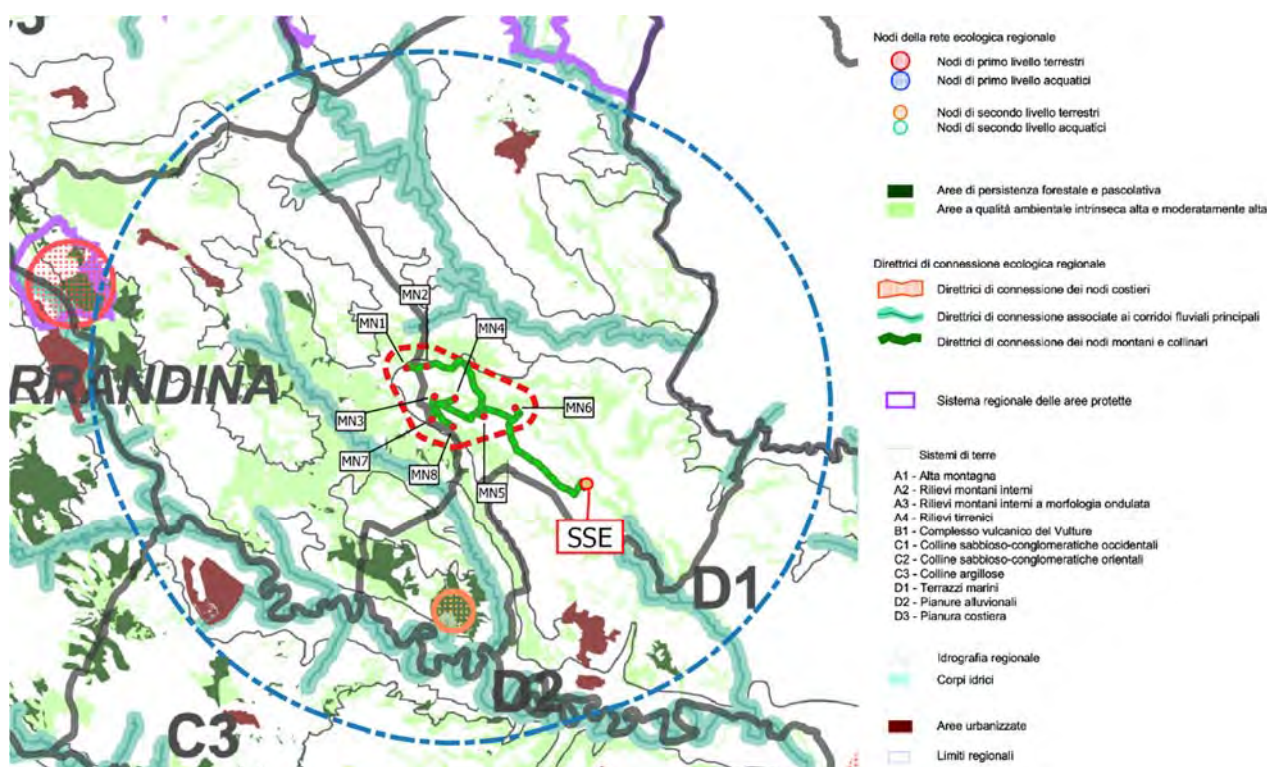 C3
RRANDINA
MN1
MN2
MN4
MN3
MN6
MN7
MN8
MN5
SSE
D1
D2
C3
Nodi della rete ecologica regionale
Nodi di primo livello terrestri
Nodi di primo livello acquatici
Nodi di secondo livello terrestri
Nodi di secondo livello acquatici
Aree di persistenza forestale e pascolativa
Aree a qualità ambientale intrinseca alta e moderatamente alta
Direttrici di connessione ecologica regionale
Direttrici di connessione dei nodi costieri
Direttrici di connessione associate ai corridoi fluviali principali
Direttrici di connessione dei nodi montani e collinari
Sistema regionale delle aree protette
Sistemi di terre
A1 - Alta montagna
A2 - Rilievi montani interni
A3 - Rilievi montani interni a morfologia ondulata
A4 - Rilievi tirrenici
B1 - Complesso vulcanico del Vulture
C1 - Colline sabbioso-conglomeratiche occidentali
C2 - Colline sabbioso-conglomeratiche orientali
C3 - Colline argillose
D1 - Terrazzi marini
D2 - Pianure alluvionali
D3 - Pianura costiera
Idrografia regionale
Corpi idrici
Aree urbanizzate
Limiti regionali